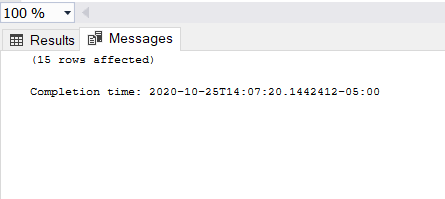 100 %
Results Messages
(15 rows affected)
Completion time: 2020-10-25T14:07:20.1442412-05:00